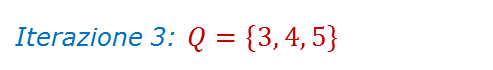 Iterazione 3: Q = {3, 4, 5}